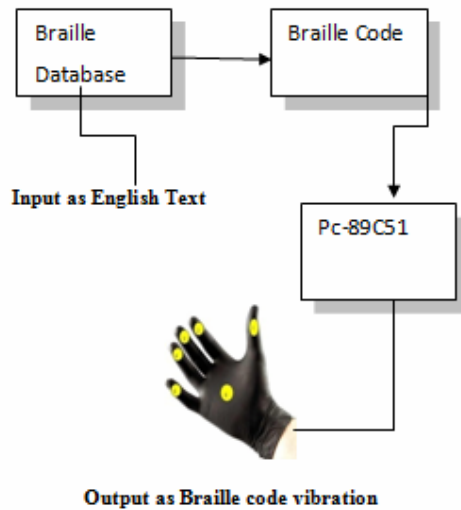 Braille
Database
Braille Code
Input as English Text
Pc-89C51
Output as Braille code vibration